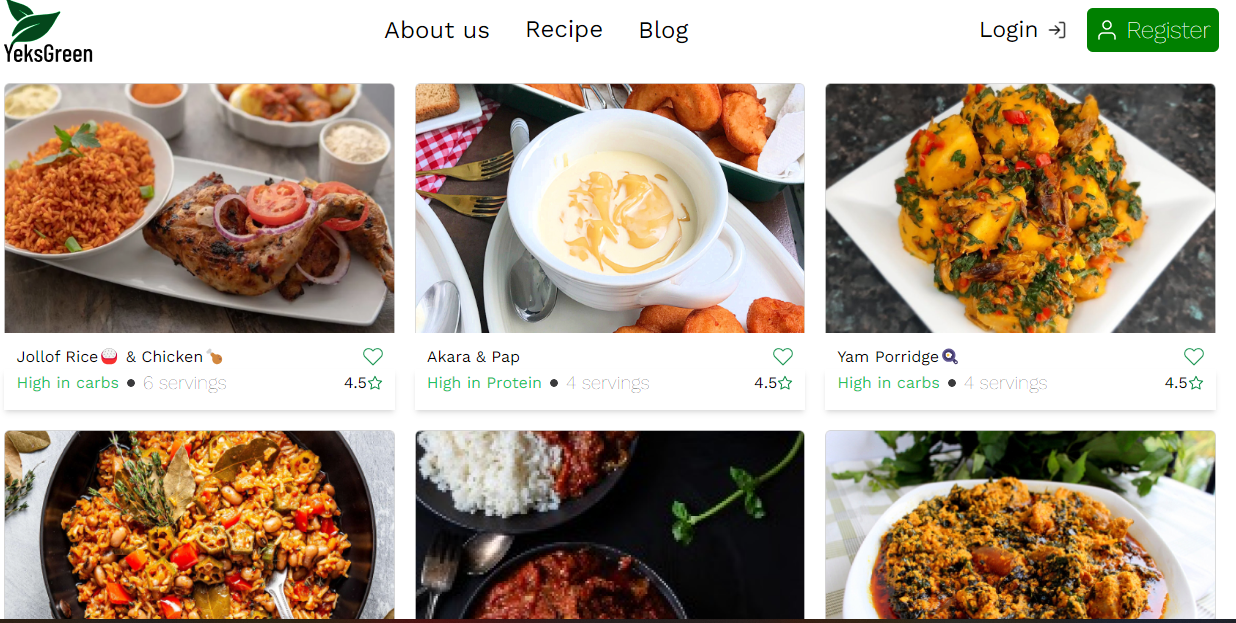 YeksGreen
About us Recipe Blog
Login Register
Jollof Rice🍚 & Chicken🍗
High in carbs ● 6 servings 4.5☆
Akara & Pap
High in Protein ● 4 servings 4.5☆
Yam Porridge🍳
High in carbs ● 4 servings 4.5☆